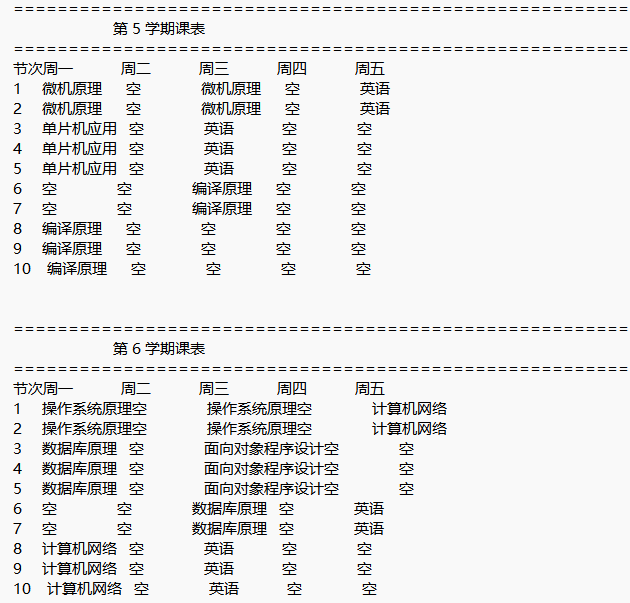 =========================================================
第 5 学期课表
=========================================================
节次周一 周二 周三 周四 周五
1 微机原理 空 微机原理 空 英语
2 微机原理 空 微机原理 空 英语
3 单片机应用 空 英语 空 空
4 单片机应用 空 英语 空 空
5 单片机应用 空 英语 空 空
6 空 空 编译原理 空 空
7 空 空 编译原理 空 空
8 编译原理 空 空 空 空
9 编译原理 空 空 空 空
10 编译原理 空 空 空 空
=========================================================
第 6 学期课表
=========================================================
节次周一 周二 周三 周四 周五
1 操作系统原理空 操作系统原理空 计算机网络
2 操作系统原理空 操作系统原理空 计算机网络
3 数据库原理 空 面向对象程序设计空 空
4 数据库原理 空 面向对象程序设计空 空
5 数据库原理 空 面向对象程序设计空 空
6 空 空 数据库原理 空 英语
7 空 空 数据库原理 空 英语
8 计算机网络 空 英语 空 空
9 计算机网络 空 英语 空 空
10 计算机网络 空 英语 空 空